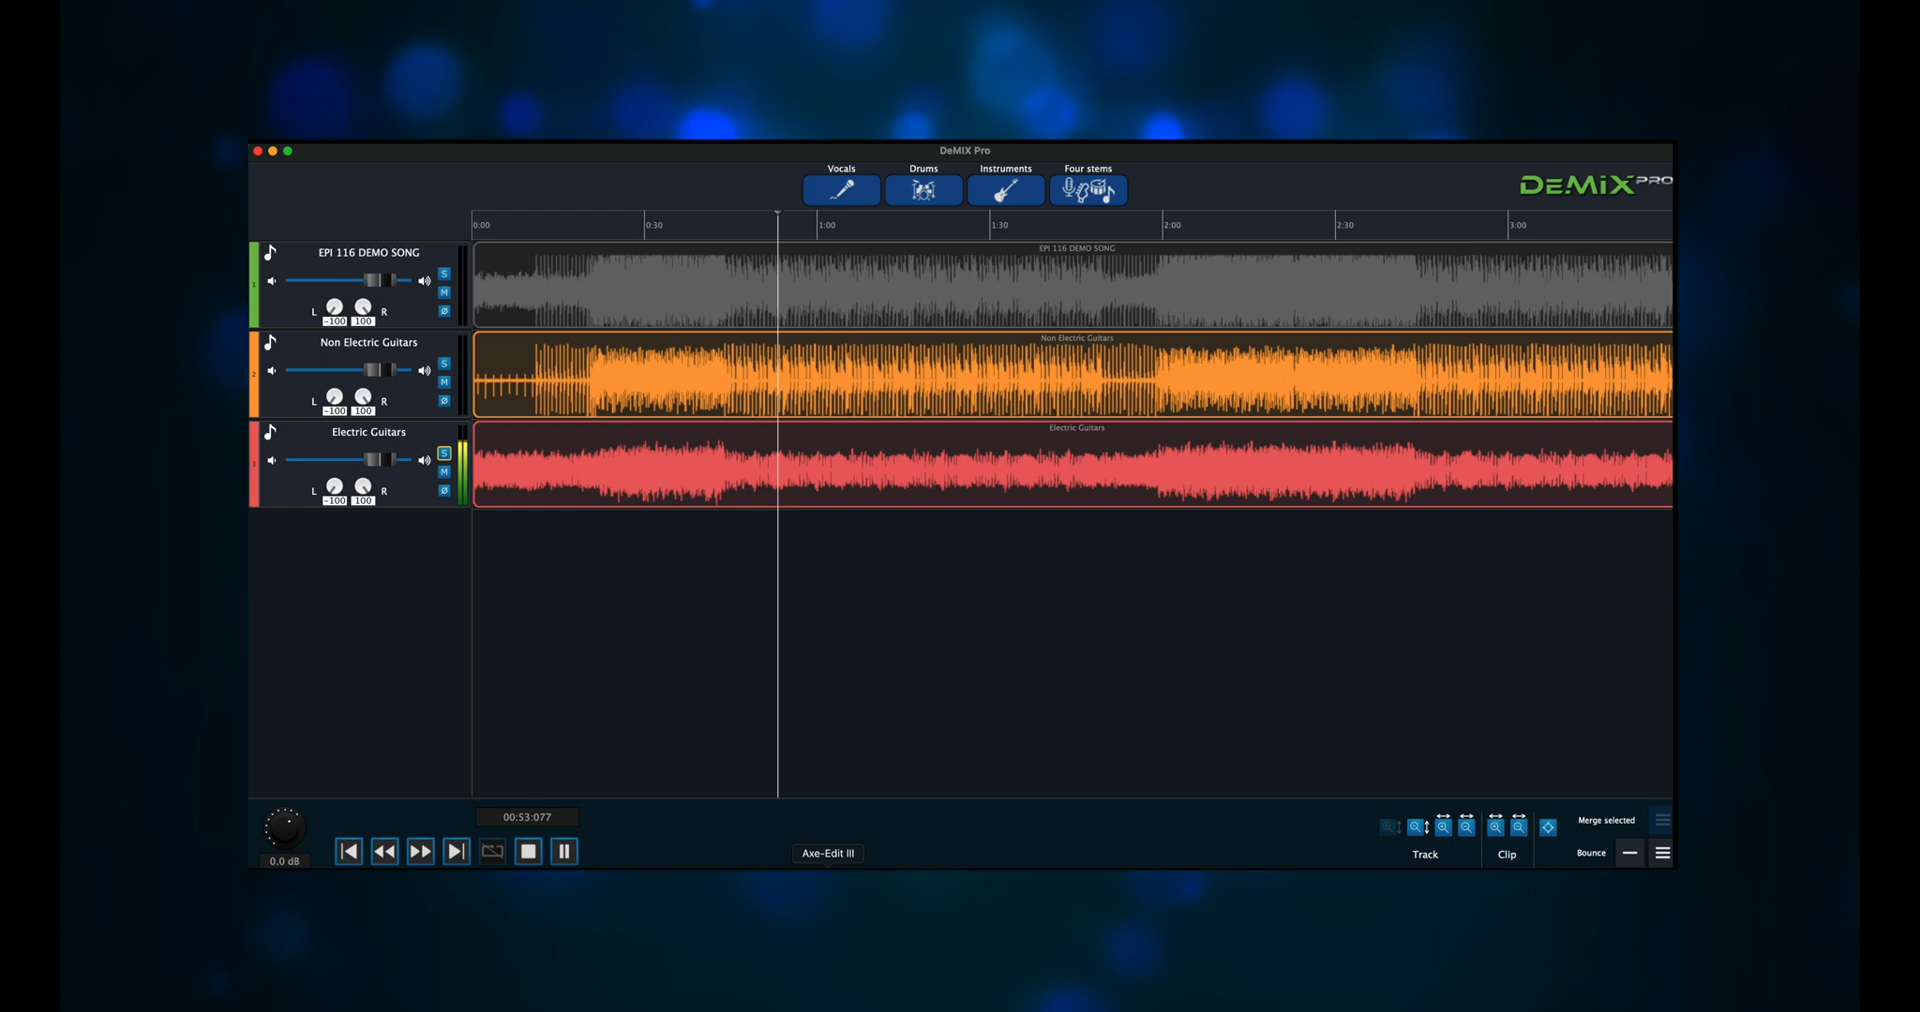 DeMIX Pro
Vocals Drums Instruments Four stems
DeMiX PRO
0:00 0:30 1:00 1:30 2:00 2:30 3:00
1
EPI 116 DEMO SONG
S
M
Ø
L -100 100 R
EPI 116 DEMO SONG
2
Non Electric Guitars
S
M
Ø
L -100 100 R
Non Electric Guitars
3
Electric Guitars
S
M
Ø
L -100 100 R
Electric Guitars
00:53:077
0.0 dB
Axe-Edit III
Track
Clip
Merge selected
Bounce